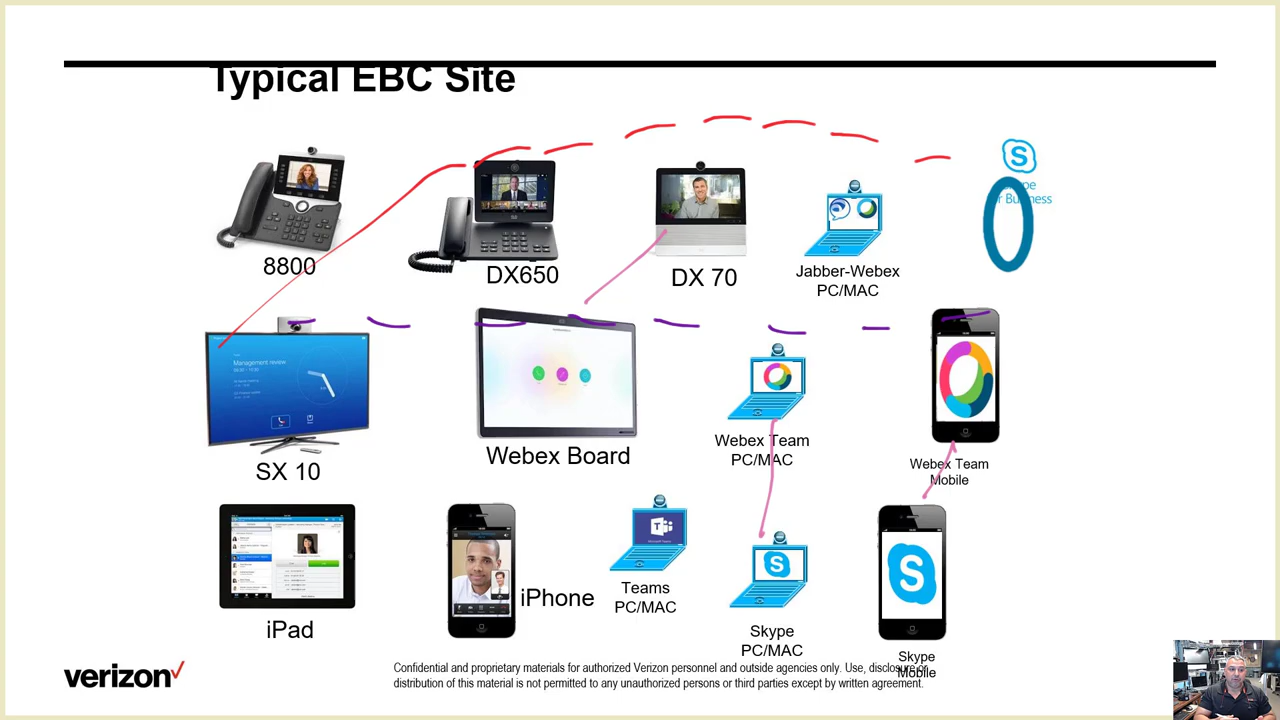 Typical EBC Site
8800
DX650
DX 70
Jabber-Webex
PC/MAC
Management review
SX 10
Webex Board
Webex Team
PC/MAC
Webex Team
Mobile
iPad
iPhone
Teams
PC/MAC
Skype
PC/MAC
Skype
Mobile
verizon
Confidential and proprietary materials for authorized Verizon personnel and outside agencies only. Use, disclosure or
distribution of this material is not permitted to any unauthorized persons or third parties except by written agreement.